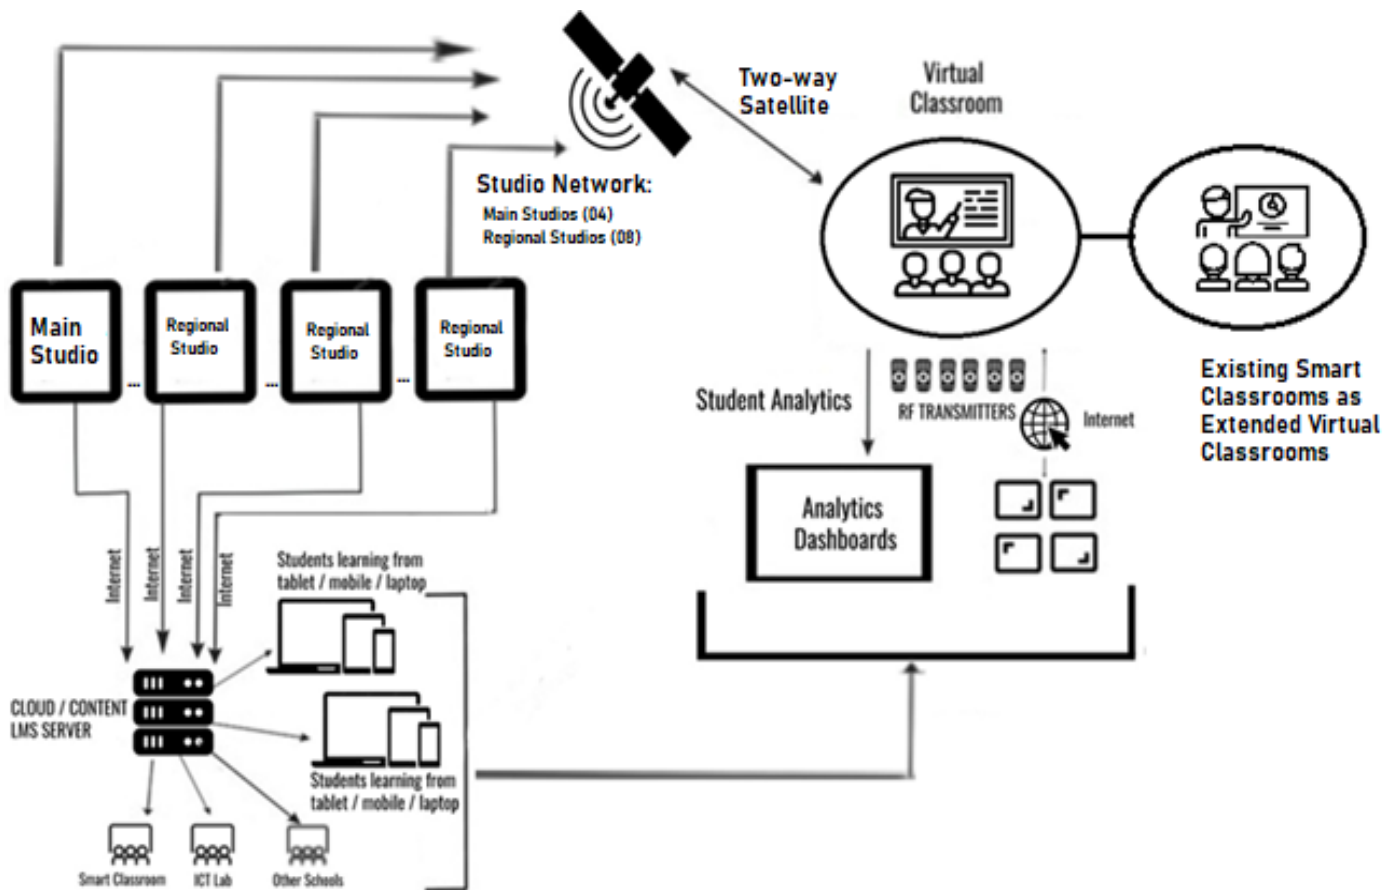 Two-way
Satellite
Virtual
Classroom
Studio Network:
Main Studios (04)
Regional Studios (08)
Main
Studio
...
Regional
Studio
...
Regional
Studio
...
Regional
Studio
Existing Smart
Classrooms as
Extended Virtual
Classrooms
Student Analytics
RF TRANSMITTERS
Internet
Analytics
Dashboards
Internet
Internet
Internet
Internet
Students learning from
tablet / mobile / laptop
CLOUD / CONTENT
LMS SERVER
Students learning from
tablet / mobile / laptop
Smart Classroom
ICT Lab
Other Schools